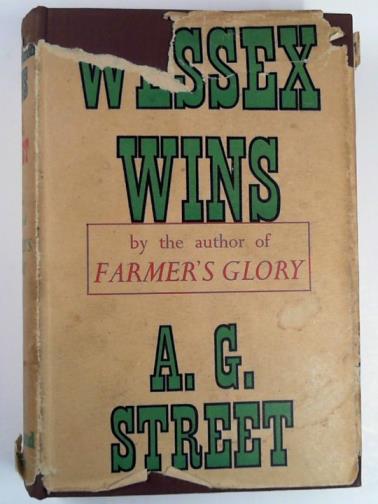 WESSEX
WINS
by the author of
FARMER'S GLORY
A. G.
STREET